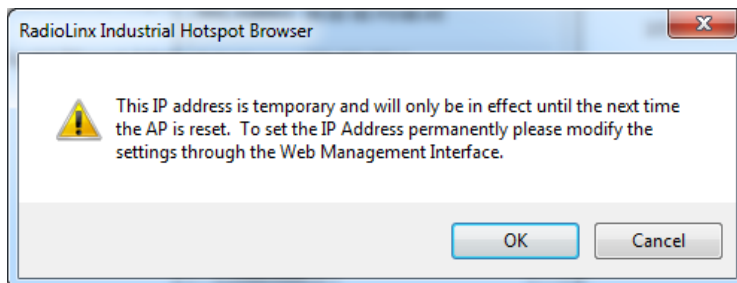 RadioLinx Industrial Hotspot Browser
This IP address is temporary and will only be in effect until the next time
the AP is reset.  To set the IP Address permanently please modify the
settings through the Web Management Interface.
OK
Cancel